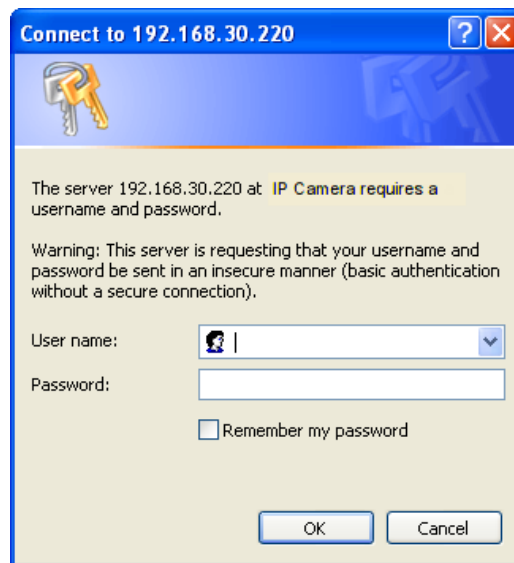 Connect to 192.168.30.220
The server 192.168.30.220 at IP Camera requires a
username and password.
Warning: This server is requesting that your username and
password be sent in an insecure manner (basic authentication
without a secure connection).
User name:
Password:
Remember my password
OK Cancel